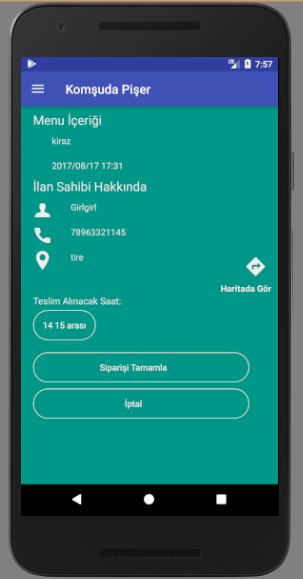 7:57
Komşuda Pişer
Menu İçeriği
kiraz
2017/08/17 17:31
İlan Sahibi Hakkında
Girlgirl
78963321145
tire
Haritada Gör
Teslim Alınacak Saat:
14 15 arası
Siparişi Tamamla
İptal